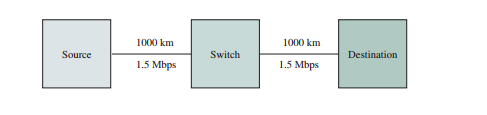 Source
1000 km
1.5 Mbps
Switch
1000 km
1.5 Mbps
Destination